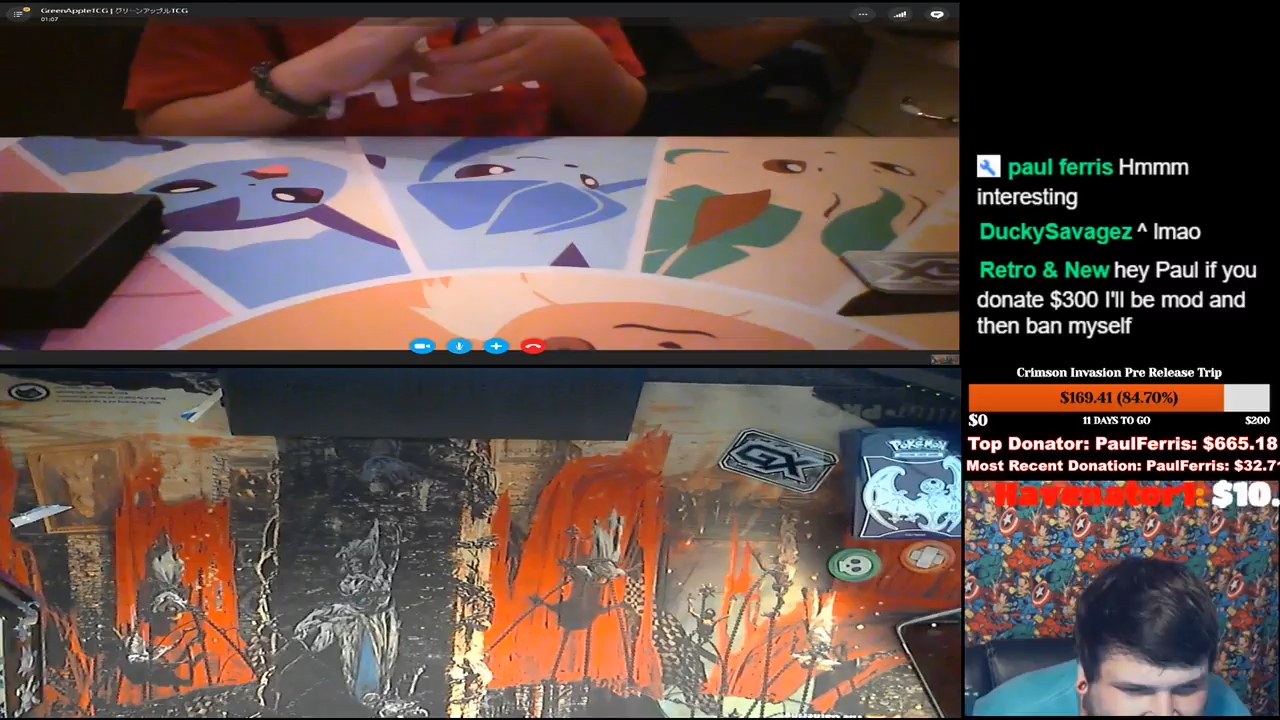 GreenAppleTCG | グリーンアップルTCG
01:07
paul ferris Hmmm
interesting
DuckySavagez ^ lmao
Retro & New hey Paul if you
donate $300 I'll be mod and
then ban myself
Crimson Invasion Pre Release Trip
$169.41 (84.70%)
$0 11 DAYS TO GO $200
Top Donator: PaulFerris: $665.18
Most Recent Donation: PaulFerris: $32.71
Havenator1: $10.
GX
POKéMON